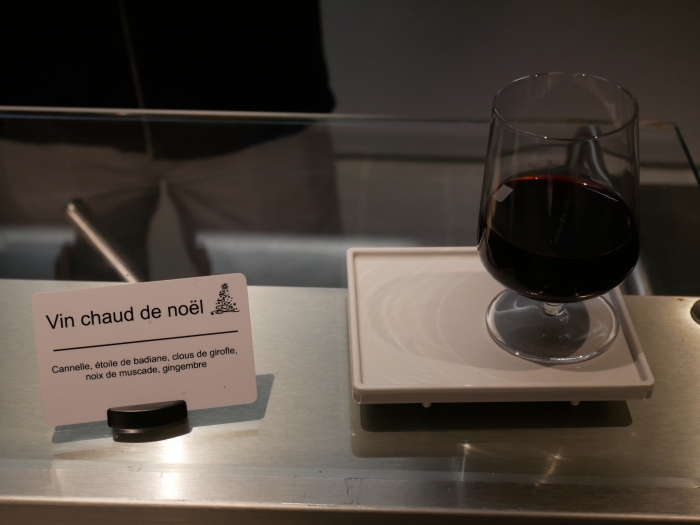 Vin chaud de noël
Cannelle, étoile de badiane, clous de girofle,
noix de muscade, gingembre